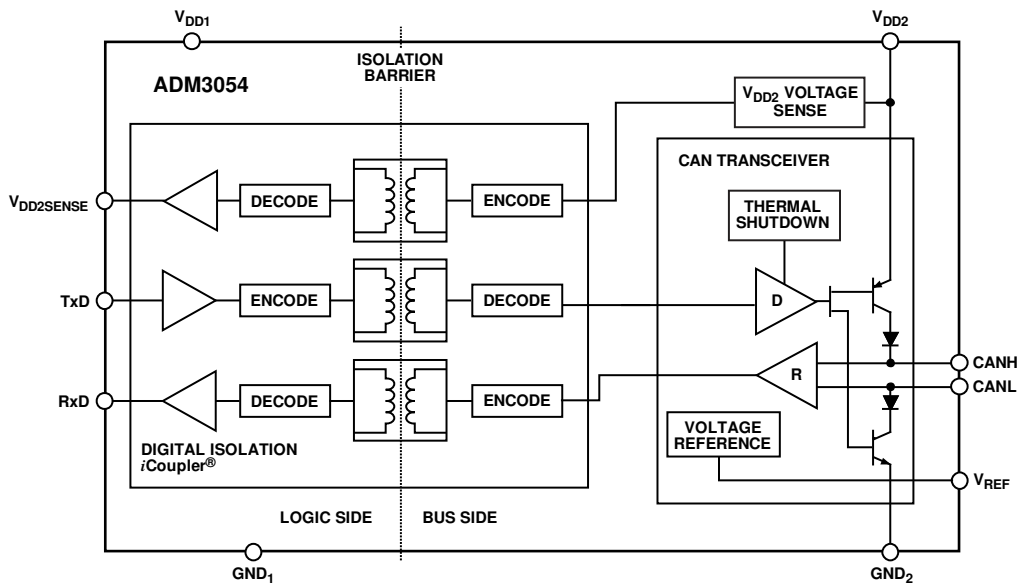 VDD1
VDD2
ISOLATION
BARRIER
ADM3054
VDD2 VOLTAGE
SENSE
CAN TRANSCEIVER
VDD2SENSE
DECODE
ENCODE
THERMAL
SHUTDOWN
TxD
ENCODE
DECODE
D
CANH
CANL
RxD
DECODE
ENCODE
R
VOLTAGE
REFERENCE
DIGITAL ISOLATION
iCoupler®
VREF
LOGIC SIDE
BUS SIDE
GND1
GND2